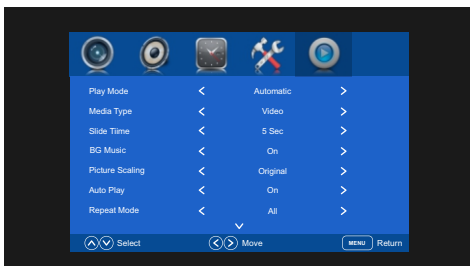 Play Mode Automatic
Media Type Video
Slide Tiime 5 Sec
BG Music On
Picture Scaling Original
Auto Play On
Repeat Mode All
Select Move MENU Return